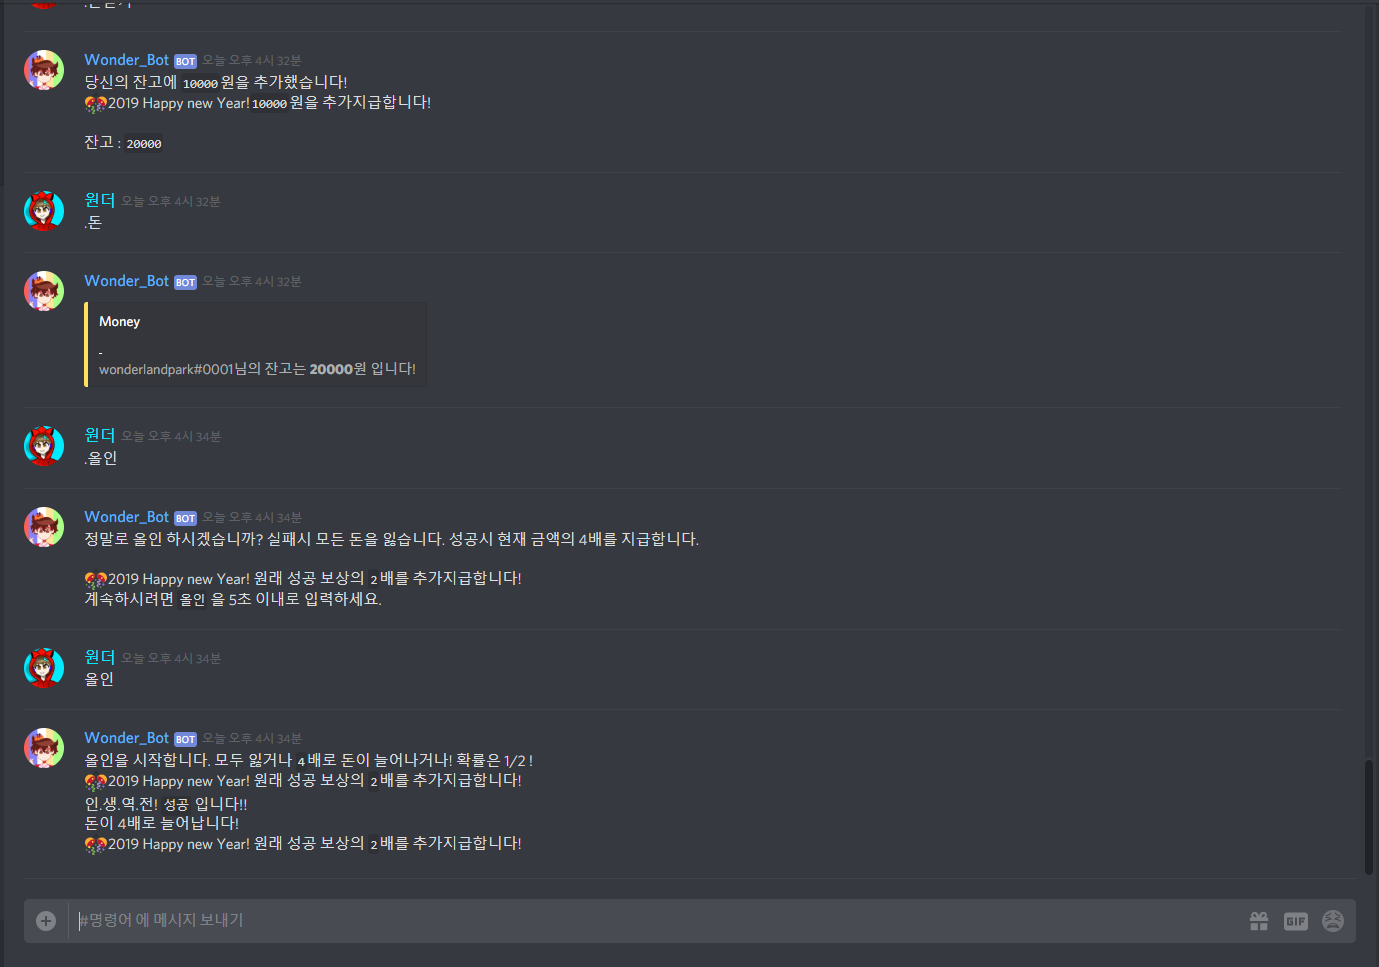 Wonder_Bot BOT 오늘 오후 4시 32분
당신의 잔고에 10000원을 추가했습니다!
2019 Happy new Year! 10000원을 추가지급합니다!
잔고 : 20000
원더 오늘 오후 4시 32분
.돈
Wonder_Bot BOT 오늘 오후 4시 32분
Money
-
wonderlandpark#0001님의 잔고는 20000원 입니다!
원더 오늘 오후 4시 34분
.올인
Wonder_Bot BOT 오늘 오후 4시 34분
정말로 올인 하시겠습니까? 실패시 모든 돈을 잃습니다. 성공시 현재 금액의 4배를 지급합니다.
2019 Happy new Year! 원래 성공 보상의 2배를 추가지급합니다!
계속하시려면 올인 을 5초 이내로 입력하세요.
원더 오늘 오후 4시 34분
올인
Wonder_Bot BOT 오늘 오후 4시 34분
올인을 시작합니다. 모두 잃거나 4배로 돈이 늘어나거나! 확률은 1/2 !
2019 Happy new Year! 원래 성공 보상의 2배를 추가지급합니다!
인.생.역.전! 성공 입니다!!
돈이 4배로 늘어납니다!
2019 Happy new Year! 원래 성공 보상의 2배를 추가지급합니다!
#명령어 에 메시지 보내기
GIF